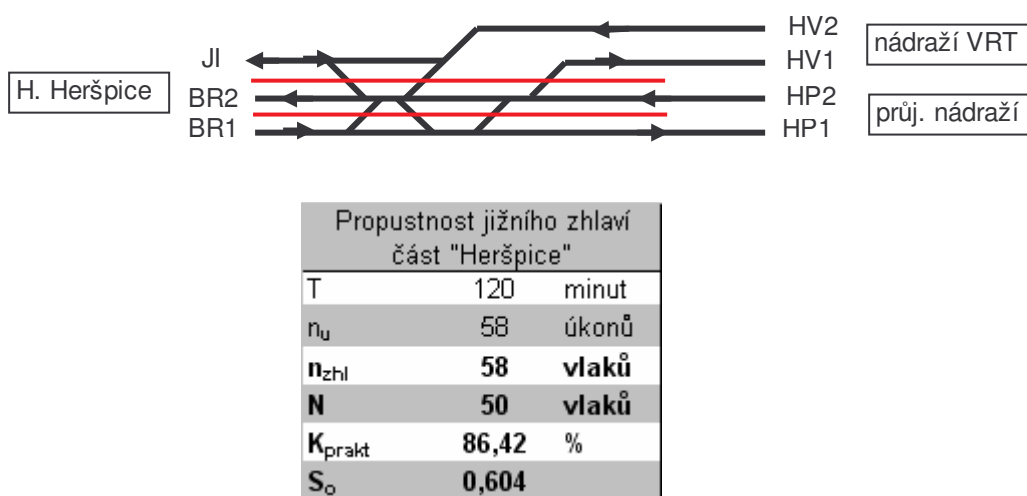 HV2
nádraží VRT
JI
HV1
H. Heršpice
BR2
HP2
průj. nádraží
BR1
HP1
Propustnost jižního zhlaví
část "Heršpice"
T 120 minut
nu 58 úkonů
nzhl 58 vlaků
N 50 vlaků
Kprakt 86,42 %
So 0,604